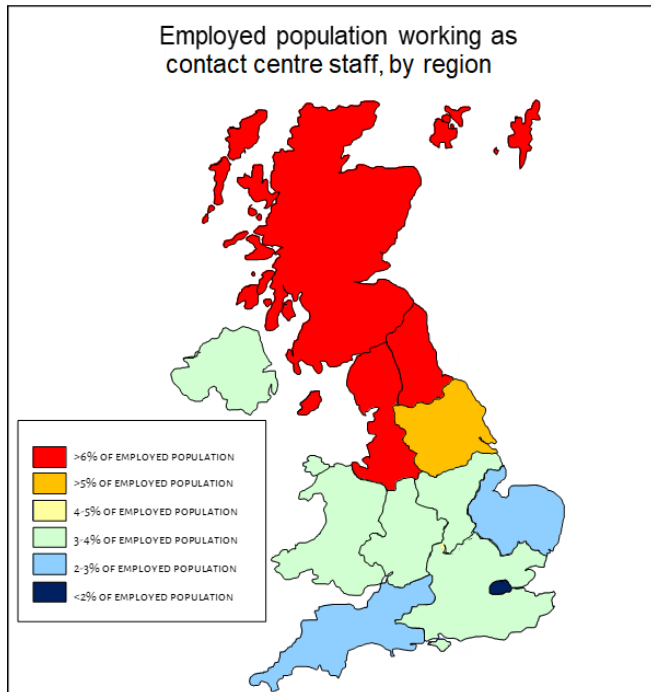 Employed population working as
contact centre staff, by region
>6% OF EMPLOYED POPULATION
>5% OF EMPLOYED POPULATION
4-5% OF EMPLOYED POPULATION
3-4% OF EMPLOYED POPULATION
2-3% OF EMPLOYED POPULATION
<2% OF EMPLOYED POPULATION